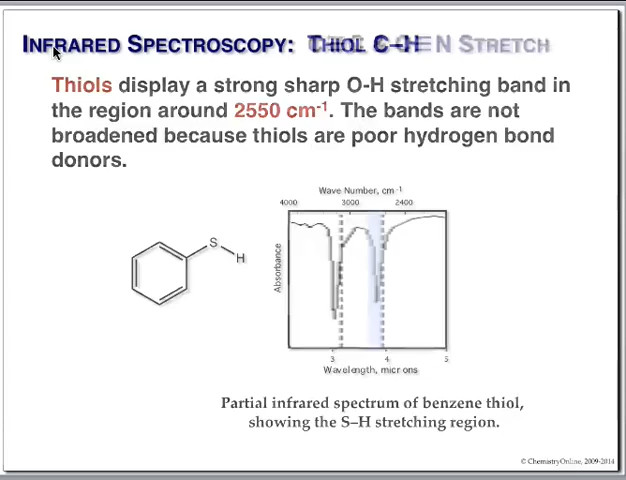 INFRARED SPECTROSCOPY: THIOL STRETCH
Thiols display a strong sharp O-H stretching band in
the region around 2550 cm-1. The bands are not
broadened because thiols are poor hydrogen bond
donors.
Wave Number, cm-1
4000 3000 2400
S
H
Absorbance
3 4 5
Wavelength, microns
Partial infrared spectrum of benzene thiol,
showing the S–H stretching region.
© ChemistryOnline, 2009-2014